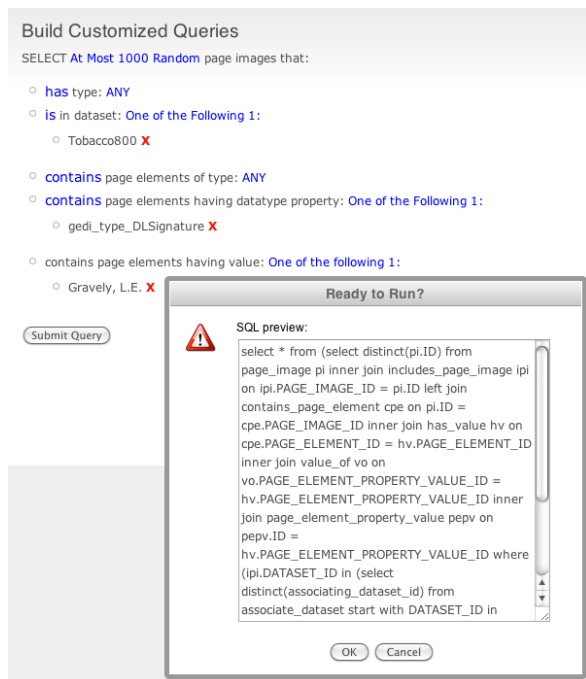 Build Customized Queries
SELECT At Most 1000 Random page images that:
has type: ANY
is in dataset: One of the Following 1:
Tobacco800 X
contains page elements of type: ANY
contains page elements having datatype property: One of the Following 1:
gedi_type_DLSignature X
contains page elements having value: One of the following 1:
Gravely, L.E. X
Submit Query
Ready to Run?
SQL preview:
select * from (select distinct(pi.ID) from
page_image pi inner join includes_page_image ipi
on ipi.PAGE_IMAGE_ID = pi.ID left join
contains_page_element cpe on pi.ID =
cpe.PAGE_IMAGE_ID inner join has_value hv on
cpe.PAGE_ELEMENT_ID = hv.PAGE_ELEMENT_ID
inner join value_of vo on
vo.PAGE_ELEMENT_PROPERTY_VALUE_ID =
hv.PAGE_ELEMENT_PROPERTY_VALUE_ID inner
join page_element_property_value pepv on
pepv.ID =
hv.PAGE_ELEMENT_PROPERTY_VALUE_ID where
(ipi.DATASET_ID in (select
distinct(associating_dataset_id) from
associate_dataset start with DATASET_ID in
OK Cancel